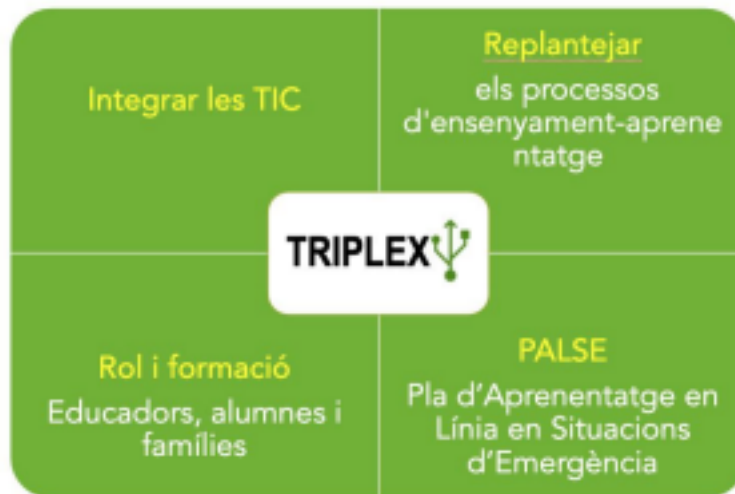 Integrar les TIC
Replantejar
els processos
d'ensenyament-aprene
ntatge
TRIPLEX
Rol i formació
Educadors, alumnes i
famílies
PALSE
Pla d'Aprenentatge en
Línia en Situacions
d'Emergència